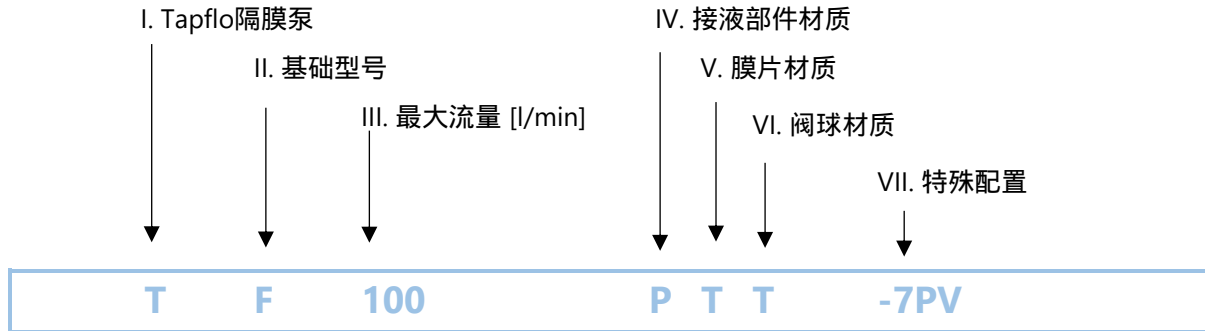 I. Tapflo隔膜泵
IV. 接液部件材质
II. 基础型号
V. 膜片材质
III. 最大流量 [l/min]
VI. 阀球材质
VII. 特殊配置
T F 100 P T T -7PV